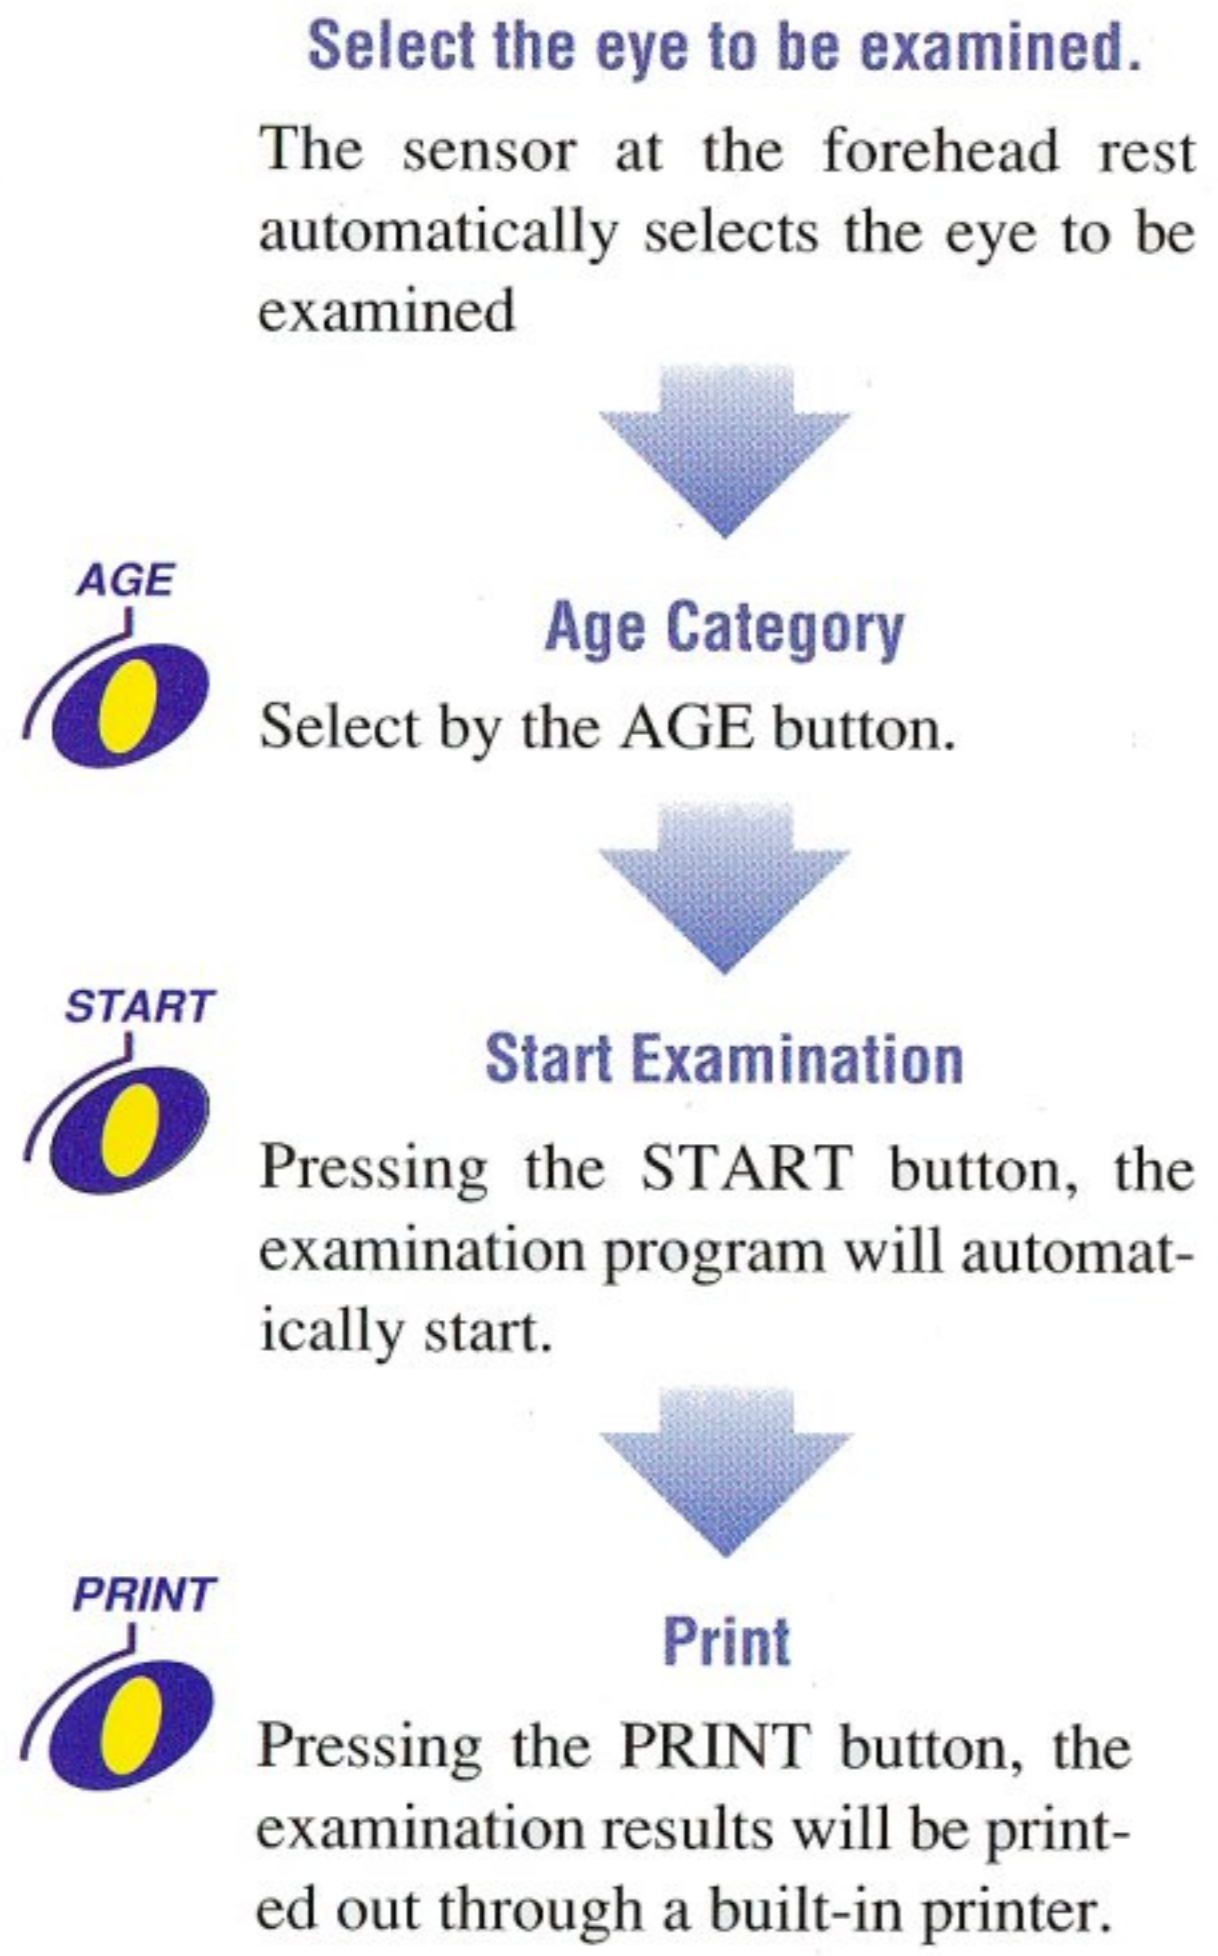 Select the eye to be examined.
The sensor at the forehead rest
automatically selects the eye to be
examined
AGE
Age Category
Select by the AGE button.
START
Start Examination
Pressing the START button, the
examination program will automat-
ically start.
PRINT
Print
Pressing the PRINT button, the
examination results will be print-
ed out through a built-in printer.